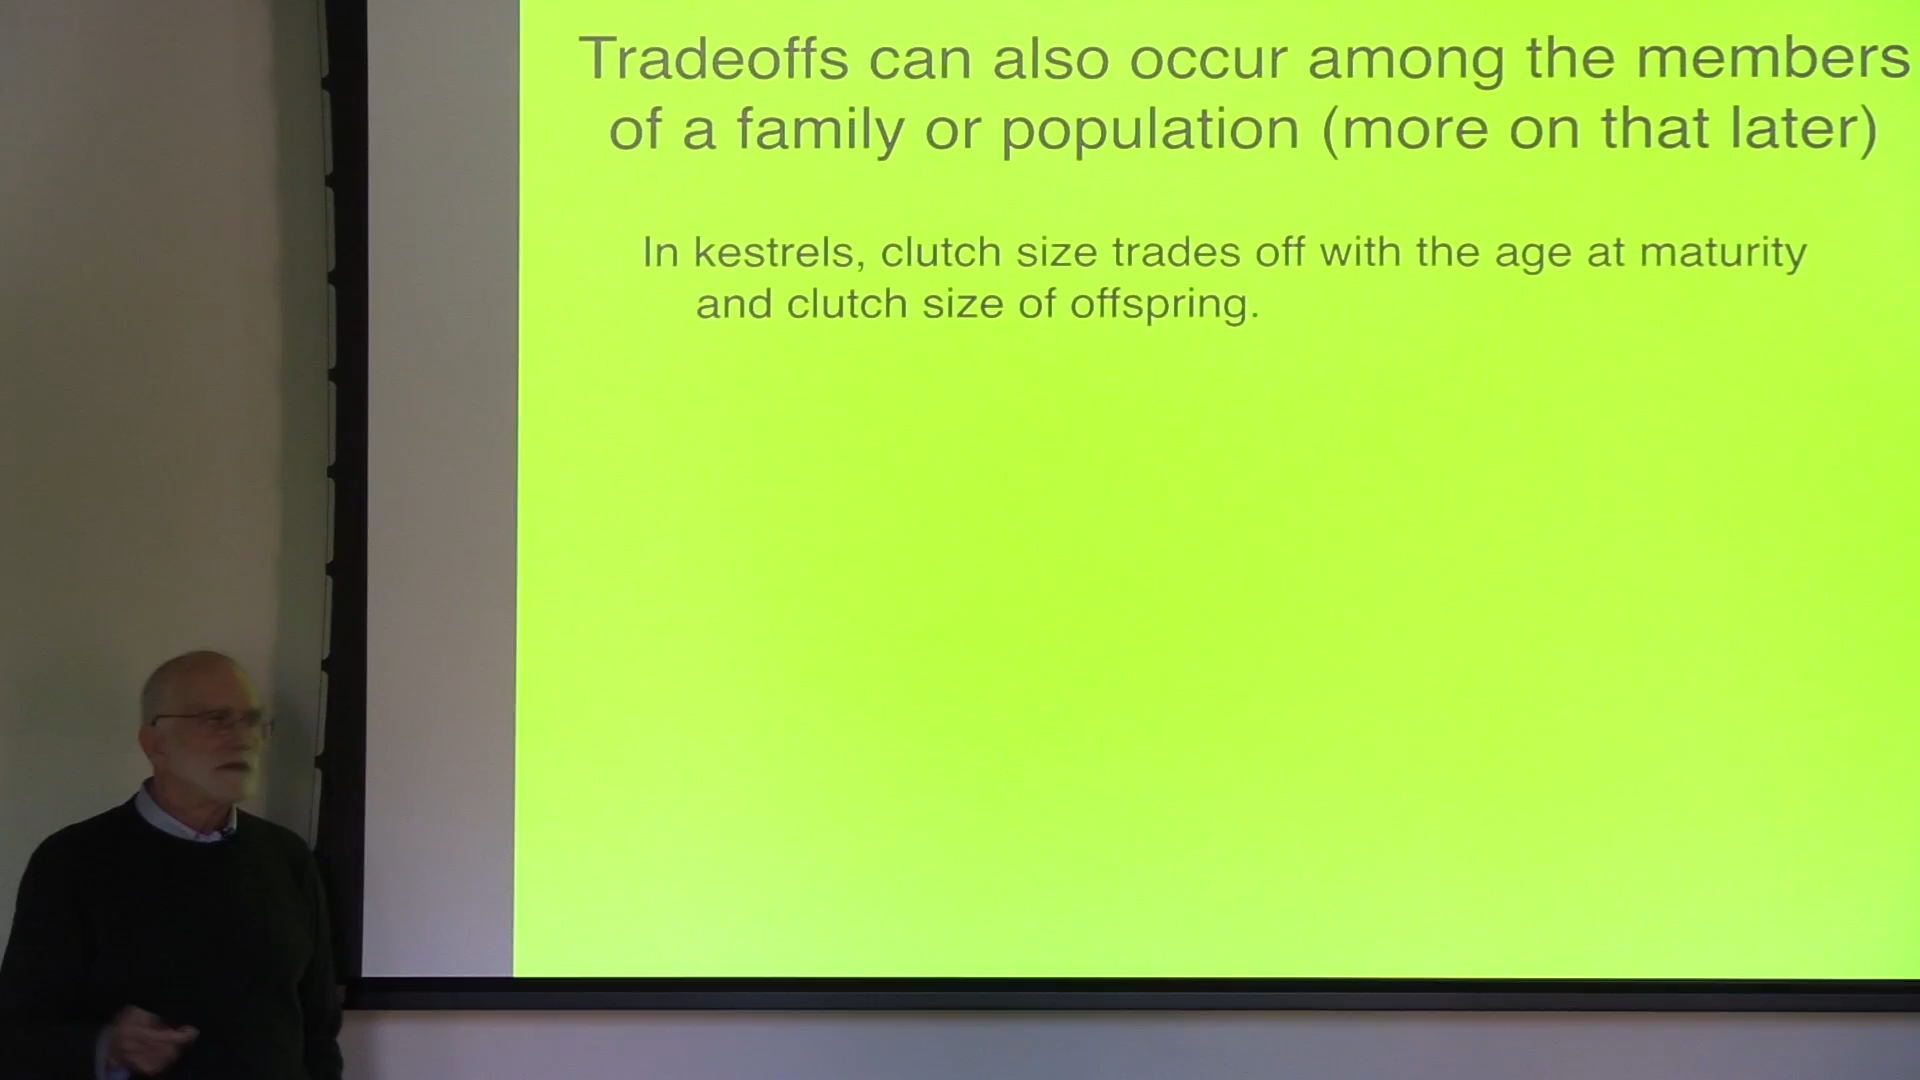 Tradeoffs can also occur among the members
of a family or population (more on that later)
In kestrels, clutch size trades off with the age at maturity
and clutch size of offspring.